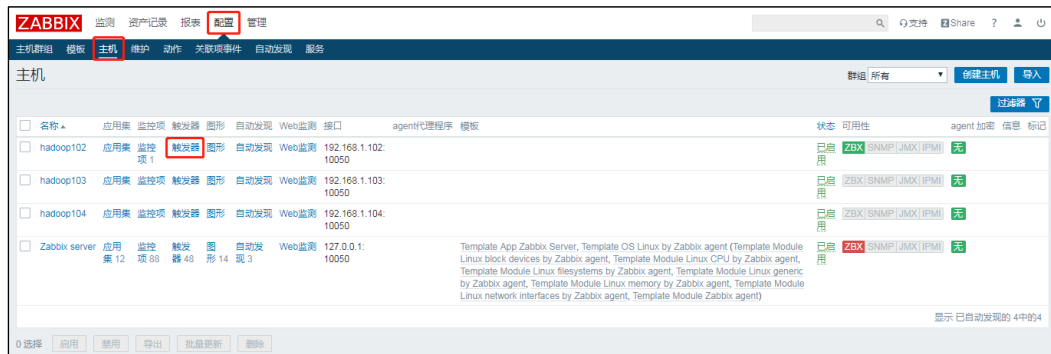 ZABBIX 监测 资产记录 报表 配置 管理 支持 Share ?
主机群组 模板 主机 维护 动作 关联项事件 自动发现 服务
主机 群组 所有 创建主机 导入
过滤器
名称 应用集 监控项 触发器 图形 自动发现 Web监测 接口 agent代理程序 模板 状态 可用性 agent 加密 信息 标记
hadoop102 应用集 监控 触发器 图形 自动发现 Web监测 192.168.1.102: 已启 ZBX SNMP JMX IPMI 无
项 1 10050 用
hadoop103 应用集 监控项 触发器 图形 自动发现 Web监测 192.168.1.103: 已启 ZBX SNMP JMX IPMI 无
10050 用
hadoop104 应用集 监控项 触发器 图形 自动发现 Web监测 192.168.1.104: 已启 ZBX SNMP JMX IPMI 无
10050 用
Zabbix server 应用 监控 触发 图 自动发 Web监测 127.0.0.1: Template App Zabbix Server, Template OS Linux by Zabbix agent (Template Module 已启 ZBX SNMP JMX IPMI 无
集 12 项 88 器 48 形 14 现 3 10050 Linux block devices by Zabbix agent, Template Module Linux CPU by Zabbix agent, 用
Template Module Linux filesystems by Zabbix agent, Template Module Linux generic
by Zabbix agent, Template Module Linux memory by Zabbix agent, Template Module
Linux network interfaces by Zabbix agent, Template Module Zabbix agent)
显示 已自动发现的 4中的4
0 选择 启用 禁用 导出 批量更新 删除